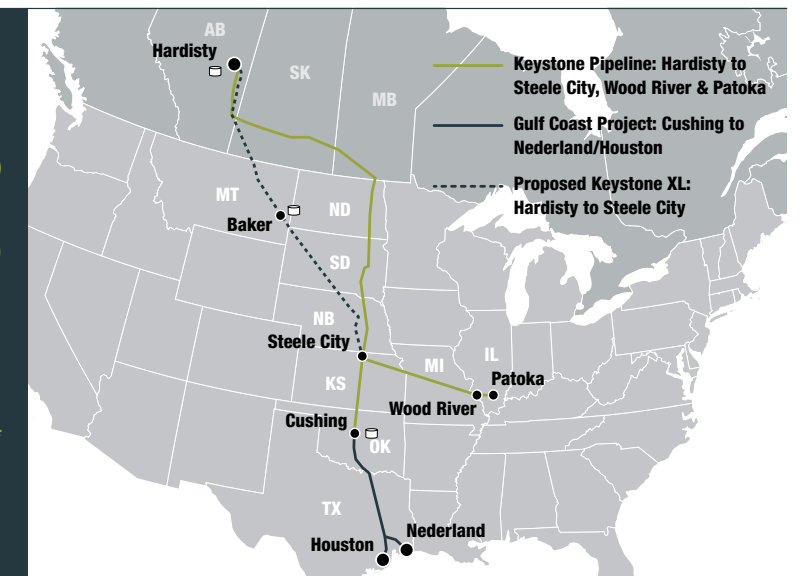 AB
Hardisty
SK
MB
Keystone Pipeline: Hardisty to
Steele City, Wood River & Patoka
Gulf Coast Project: Cushing to
Nederland/Houston
Proposed Keystone XL:
Hardisty to Steele City
MT
ND
Baker
SD
NB
Steele City
MI
IL
KS
Patoka
Wood River
Cushing
OK
TX
Nederland
Houston